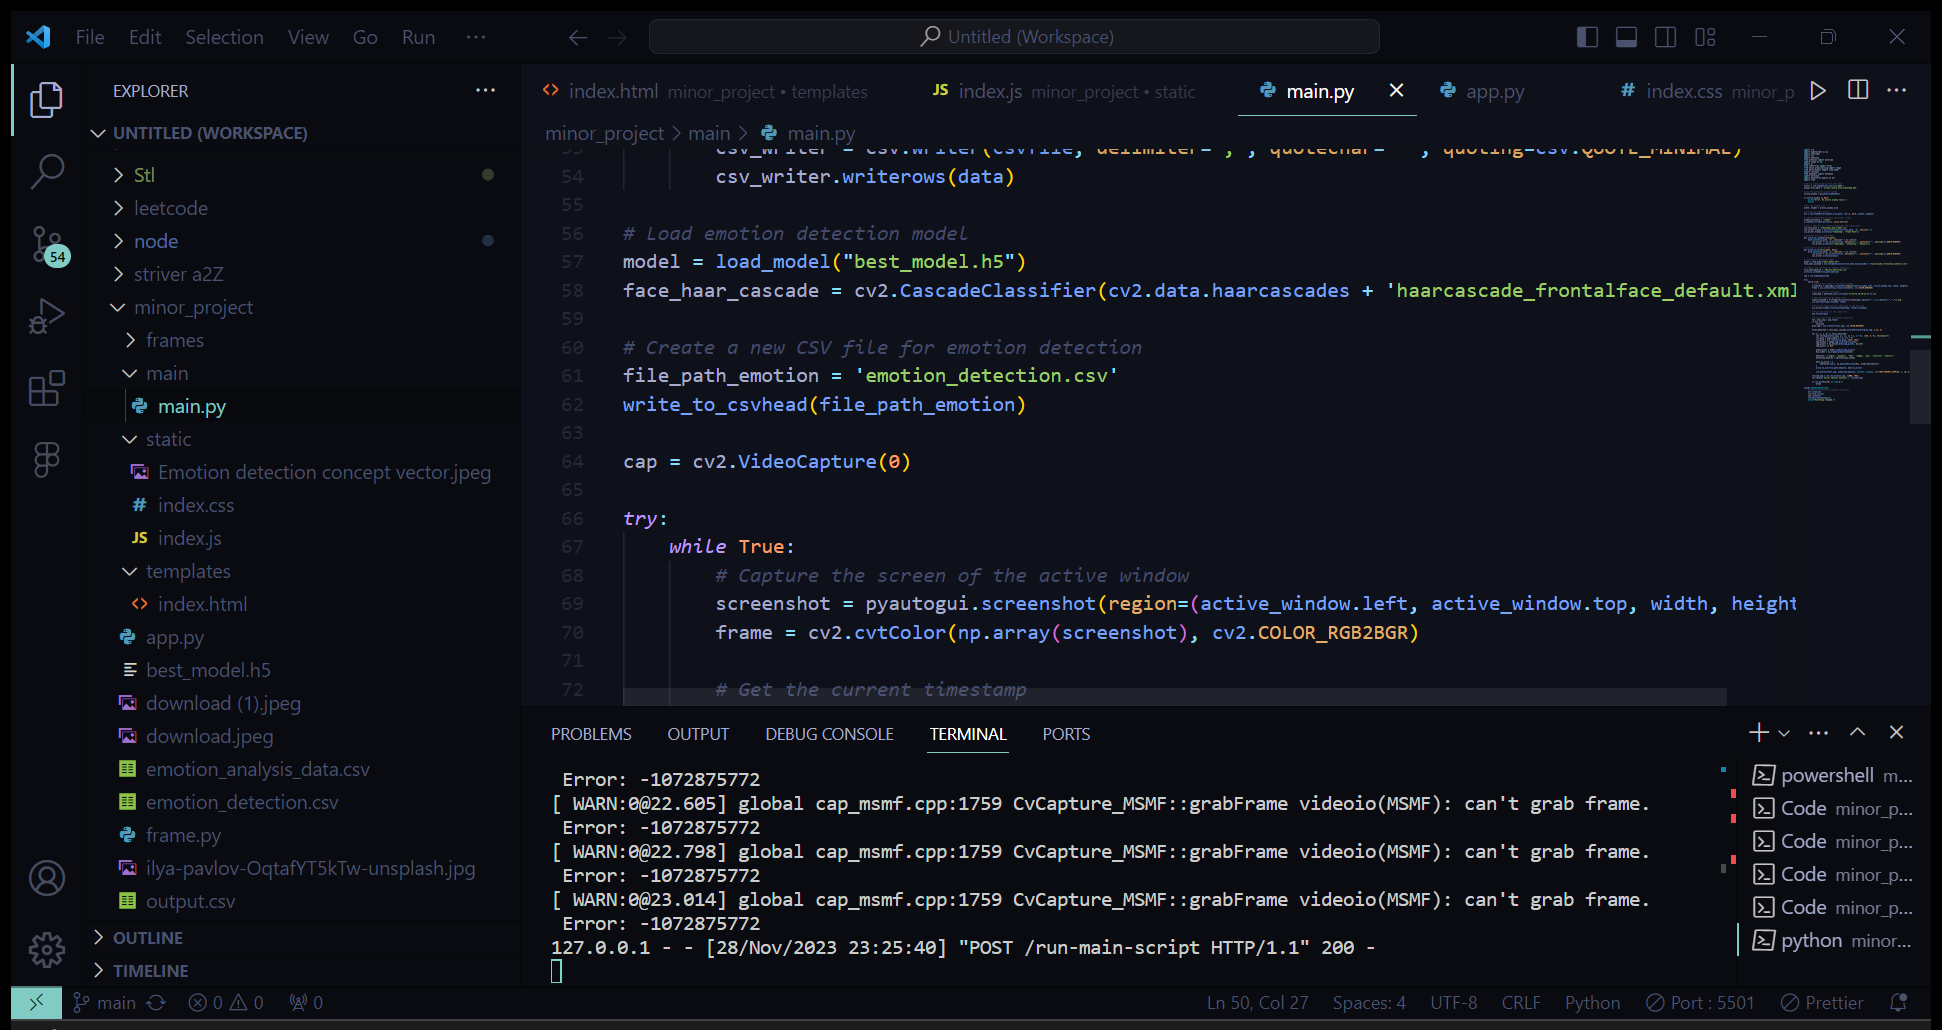 File Edit Selection View Go Run ···
Untitled (Workspace)
EXPLORER ···
UNTITLED (WORKSPACE)
Stl
leetcode
node
striver a2Z
minor_project
frames
main
main.py
static
Emotion detection concept vector.jpeg
# index.css
JS index.js
templates
<> index.html
app.py
best_model.h5
download (1).jpeg
download.jpeg
emotion_analysis_data.csv
emotion_detection.csv
frame.py
ilya-pavlov-OqtafYT5kTw-unsplash.jpg
output.csv
OUTLINE
TIMELINE
54
<> index.html minor_project • templates JS index.js minor_project • static main.py app.py # index.css minor_p
minor_project > main > main.py
53 csv_writer = csv.writer(csvfile, delimiter=',', quotechar=' ', quoting=csv.QUOTE_MINIMAL)
54 csv_writer.writerows(data)
55
56 # Load emotion detection model
57 model = load_model("best_model.h5")
58 face_haar_cascade = cv2.CascadeClassifier(cv2.data.haarcascades + 'haarcascade_frontalface_default.xml
59
60 # Create a new CSV file for emotion detection
61 file_path_emotion = 'emotion_detection.csv'
62 write_to_csvhead(file_path_emotion)
63
64 cap = cv2.VideoCapture(0)
65
66 try:
67 while True:
68 # Capture the screen of the active window
69 screenshot = pyautogui.screenshot(region=(active_window.left, active_window.top, width, height
70 frame = cv2.cvtColor(np.array(screenshot), cv2.COLOR_RGB2BGR)
71
72 # Get the current timestamp
PROBLEMS OUTPUT DEBUG CONSOLE TERMINAL PORTS
Error: -1072875772
[ WARN:0@22.605] global cap_msmf.cpp:1759 CvCapture_MSMF::grabFrame videoio(MSMF): can't grab frame.
Error: -1072875772
[ WARN:0@22.798] global cap_msmf.cpp:1759 CvCapture_MSMF::grabFrame videoio(MSMF): can't grab frame.
Error: -1072875772
[ WARN:0@23.014] global cap_msmf.cpp:1759 CvCapture_MSMF::grabFrame videoio(MSMF): can't grab frame.
Error: -1072875772
127.0.0.1 - - [28/Nov/2023 23:25:40] "POST /run-main-script HTTP/1.1" 200 -
powershell m...
Code minor_p...
Code minor_p...
Code minor_p...
Code minor_p...
python minor...
main 0 0 0 Ln 50, Col 27 Spaces: 4 UTF-8 CRLF Python Port : 5501 Prettier